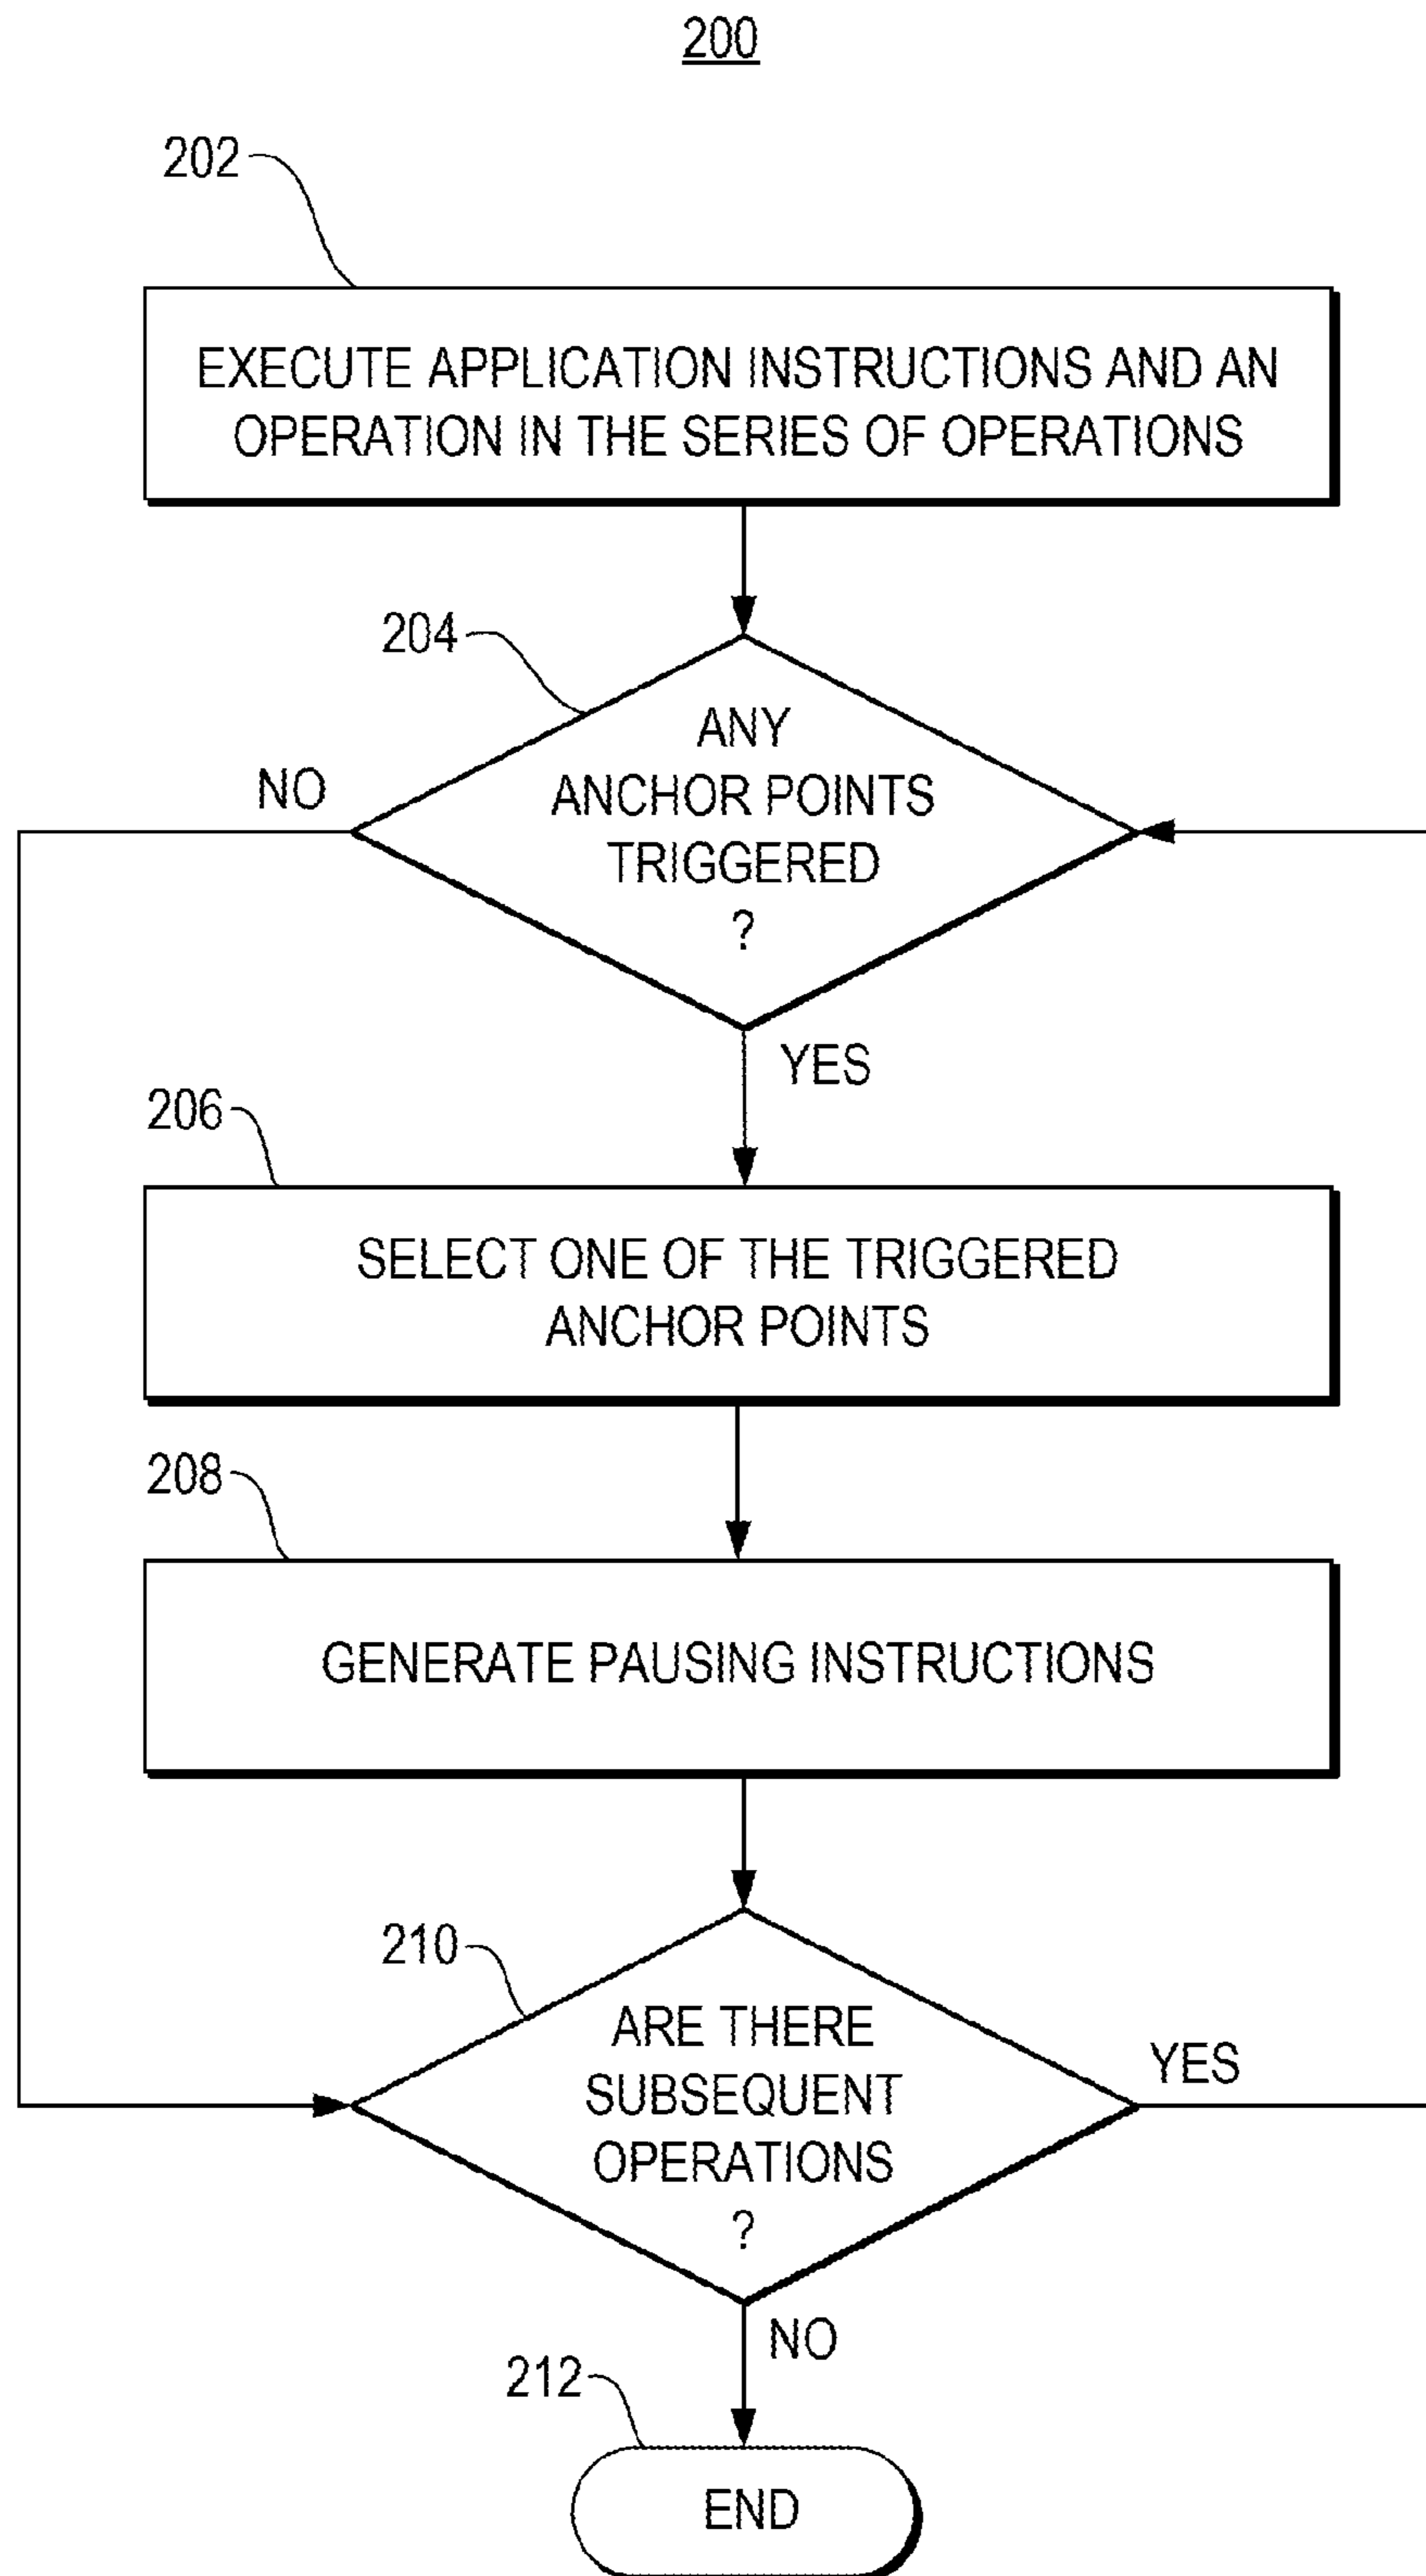 200
202
EXECUTE APPLICATION INSTRUCTIONS AND AN
OPERATION IN THE SERIES OF OPERATIONS
204
ANY
ANCHOR POINTS
TRIGGERED
?
NO
YES
206
SELECT ONE OF THE TRIGGERED
ANCHOR POINTS
208
GENERATE PAUSING INSTRUCTIONS
210
ARE THERE
SUBSEQUENT
OPERATIONS
?
YES
NO
212
END